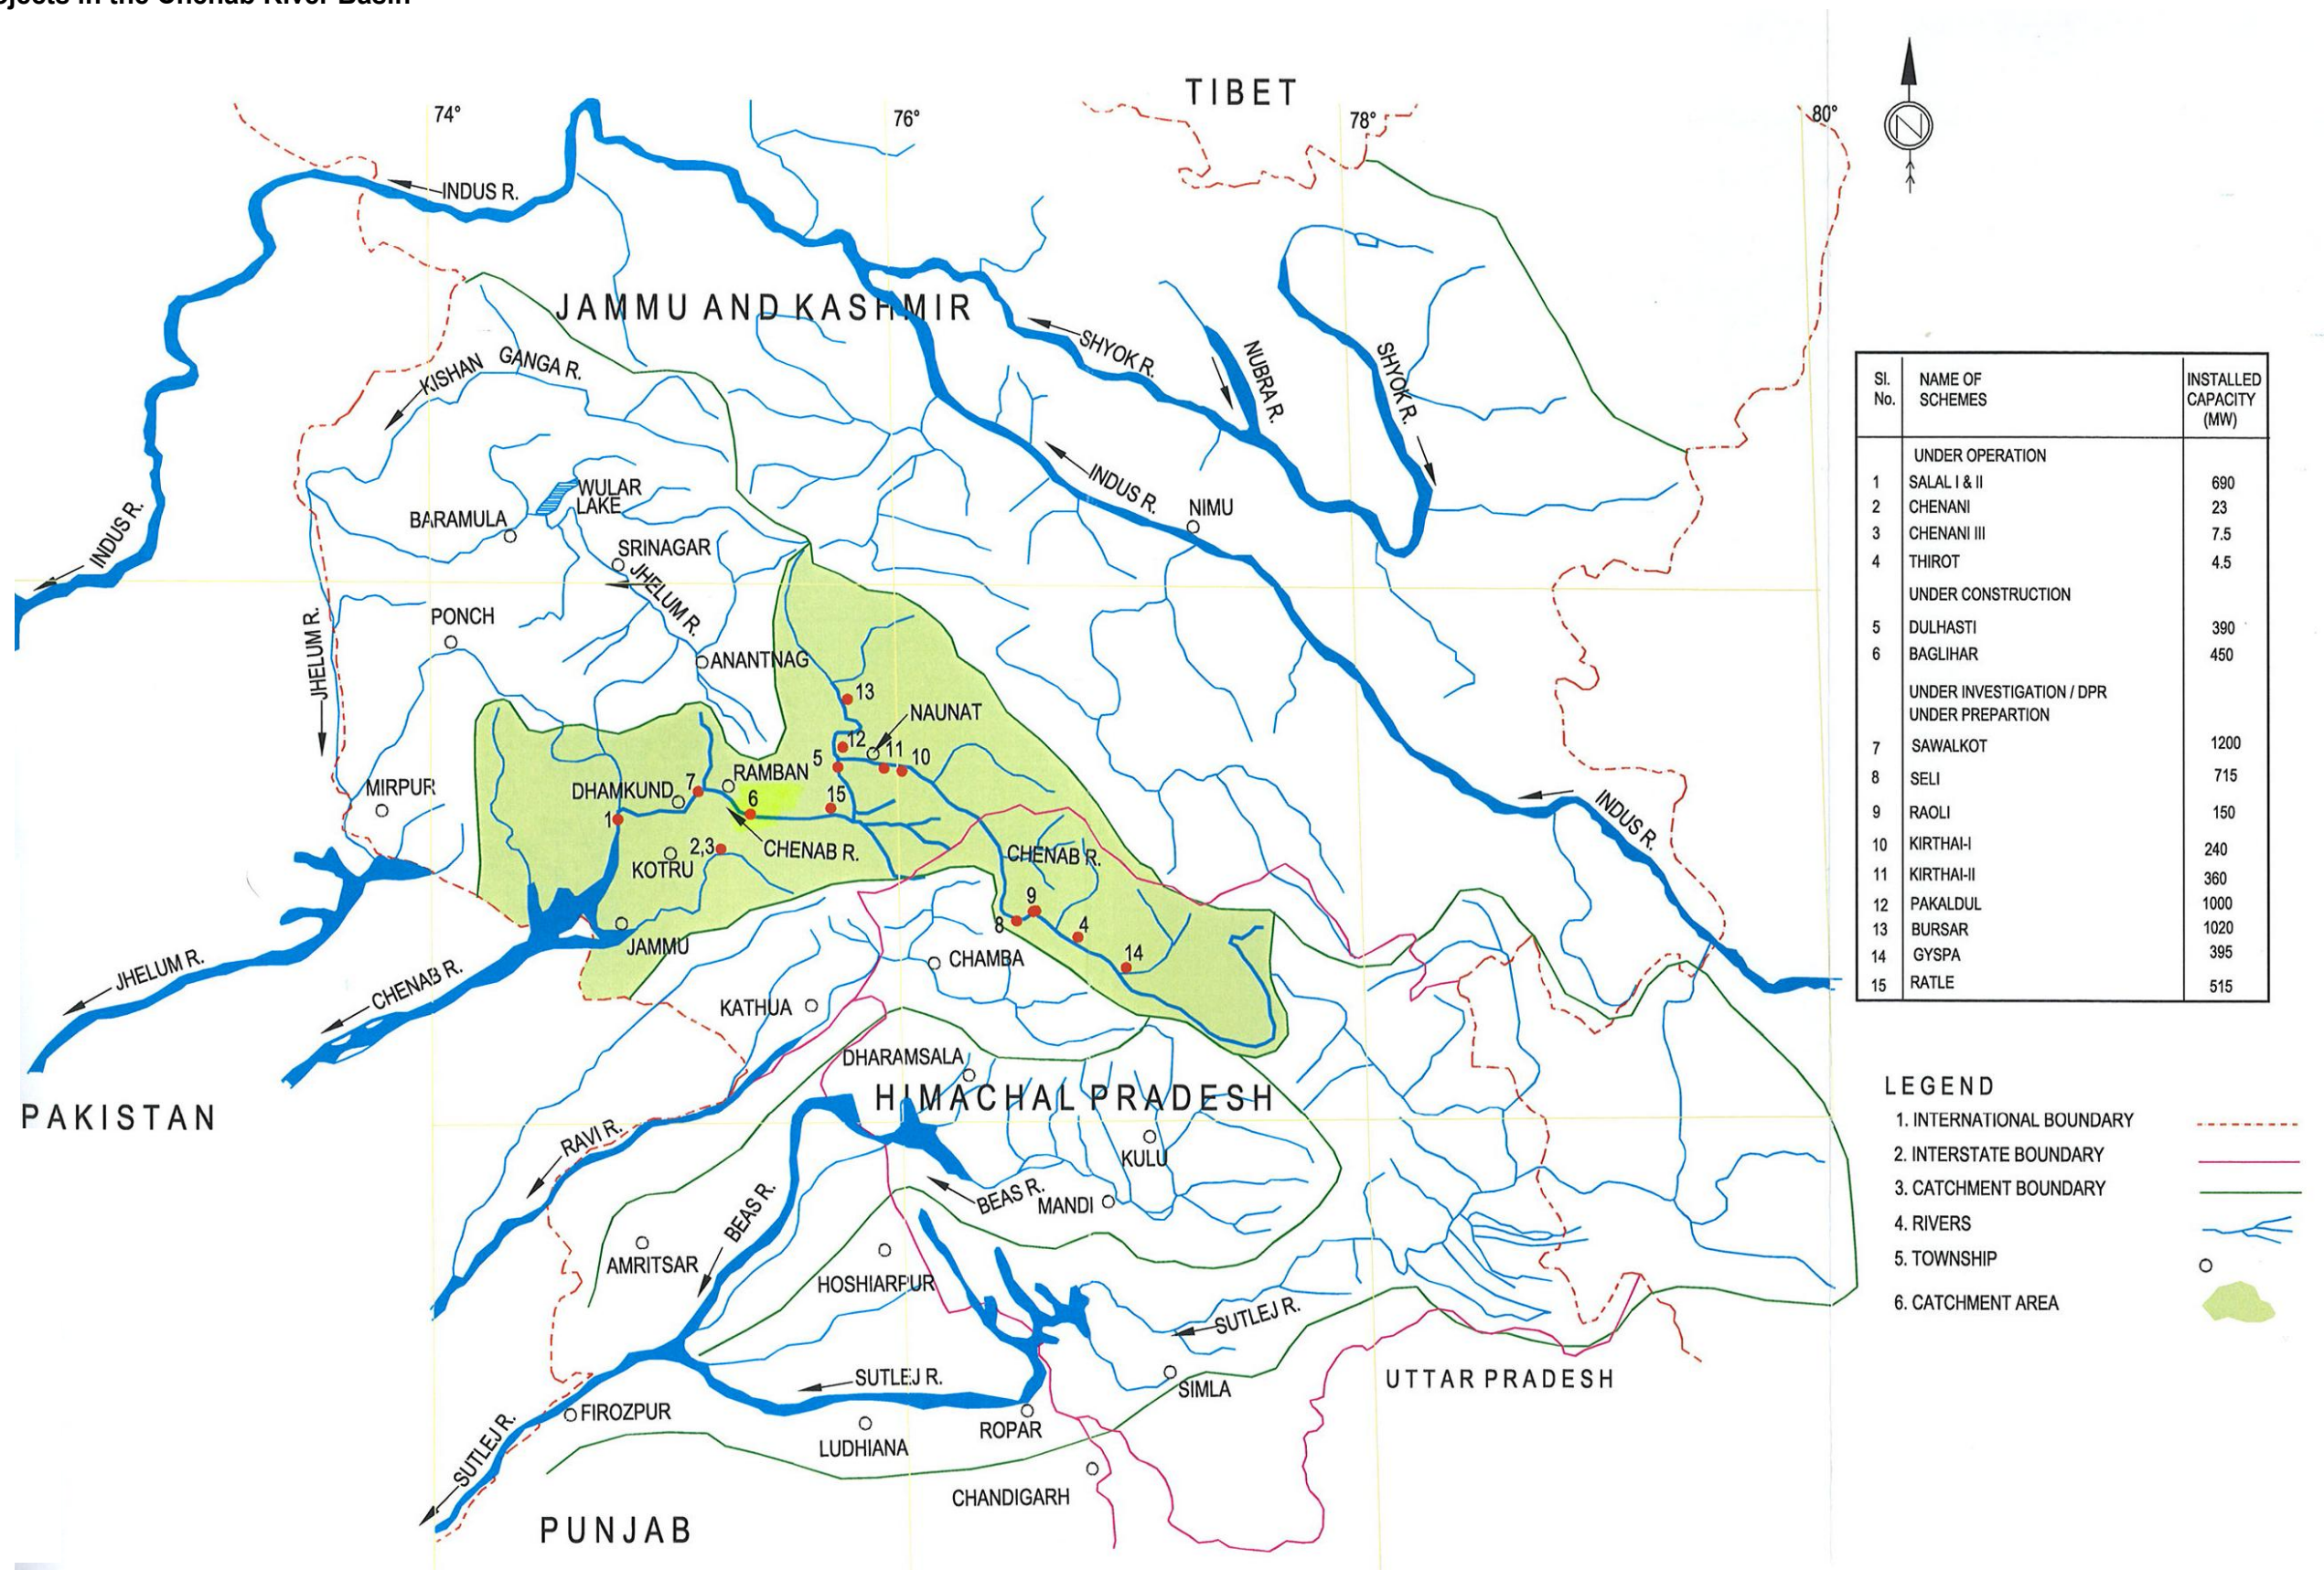 ojects in the Chenab River Basin
TIBET
74°
76°
78°
80°
N
INDUS R.
JAMMU AND KASHMIR
SHYOK R.
NUBRA R.
SHYOK R.
KISHAN GANGA R.
INDUS R.
INDUS R.
NIMU
WULAR
LAKE
BARAMULA
SRINAGAR
JHELUM R.
JHELUM R.
PONCH
ANANTNAG
13
NAUNAT
12
11
10
5
RAMBAN
DHAMKUND
7
6
15
MIRPUR
1
CHENAB R.
2,3
KOTRU
CHENAB R.
INDUS R.
9
8
4
14
JAMMU
CHAMBA
JHELUM R.
CHENAB R.
KATHUA
DHARAMSALA
HIMACHAL PRADESH
PAKISTAN
RAVI R.
KULU
BEAS R.
BEAS R.
MANDI
AMRITSAR
HOSHIARPUR
SUTLEJ R.
SUTLEJ R.
SIMLA
UTTAR PRADESH
FIROZPUR
LUDHIANA
ROPAR
SUTLEJ R.
CHANDIGARH
PUNJAB
Sl. No. NAME OF SCHEMES INSTALLED CAPACITY (MW)
UNDER OPERATION
1 SALAL I & II 690
2 CHENANI 23
3 CHENANI III 7.5
4 THIROT 4.5
UNDER CONSTRUCTION
5 DULHASTI 390
6 BAGLIHAR 450
UNDER INVESTIGATION / DPR
UNDER PREPARTION
7 SAWALKOT 1200
8 SELI 715
9 RAOLI 150
10 KIRTHAI-I 240
11 KIRTHAI-II 360
12 PAKALDUL 1000
13 BURSAR 1020
14 GYSPA 395
15 RATLE 515
LEGEND
1. INTERNATIONAL BOUNDARY
2. INTERSTATE BOUNDARY
3. CATCHMENT BOUNDARY
4. RIVERS
5. TOWNSHIP
6. CATCHMENT AREA